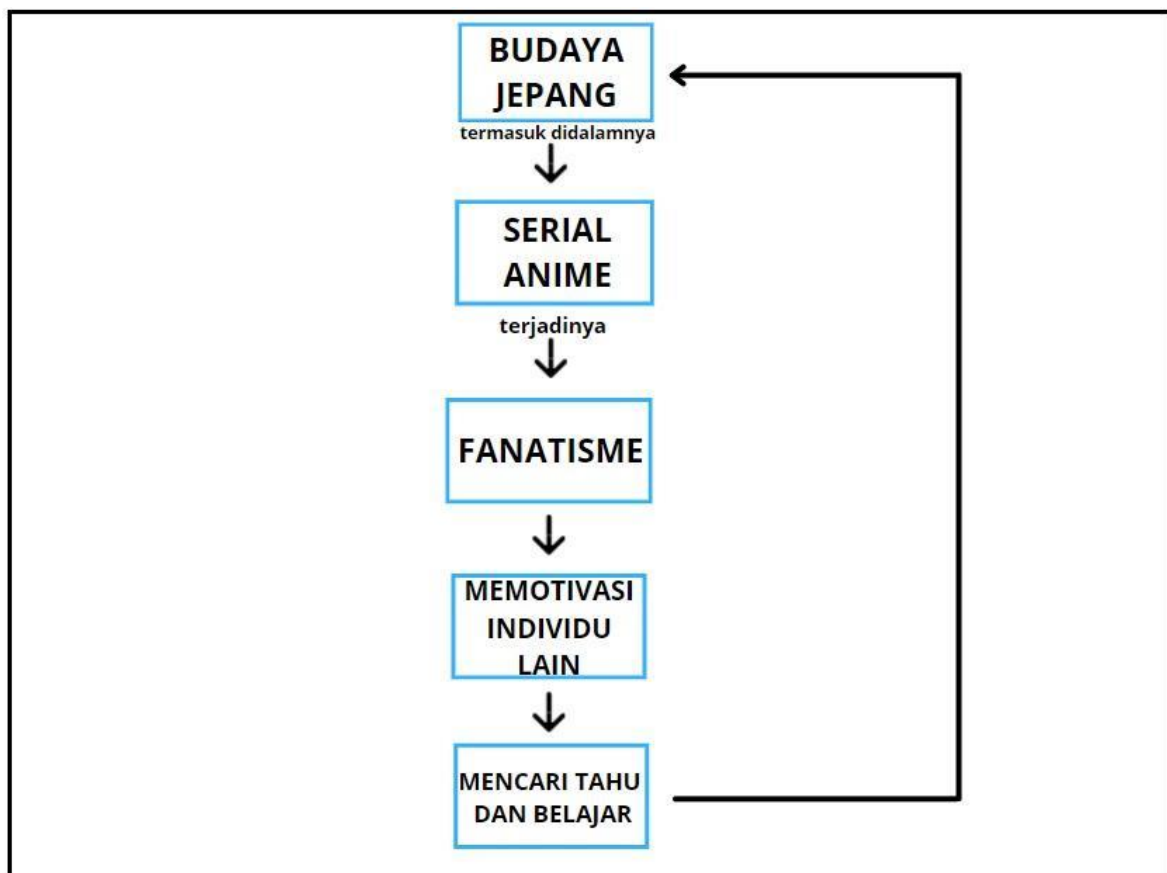 BUDAYA
JEPANG
termasuk didalamnya
SERIAL
ANIME
terjadinya
FANATISME
MEMOTIVASI
INDIVIDU
LAIN
MENCARI TAHU
DAN BELAJAR